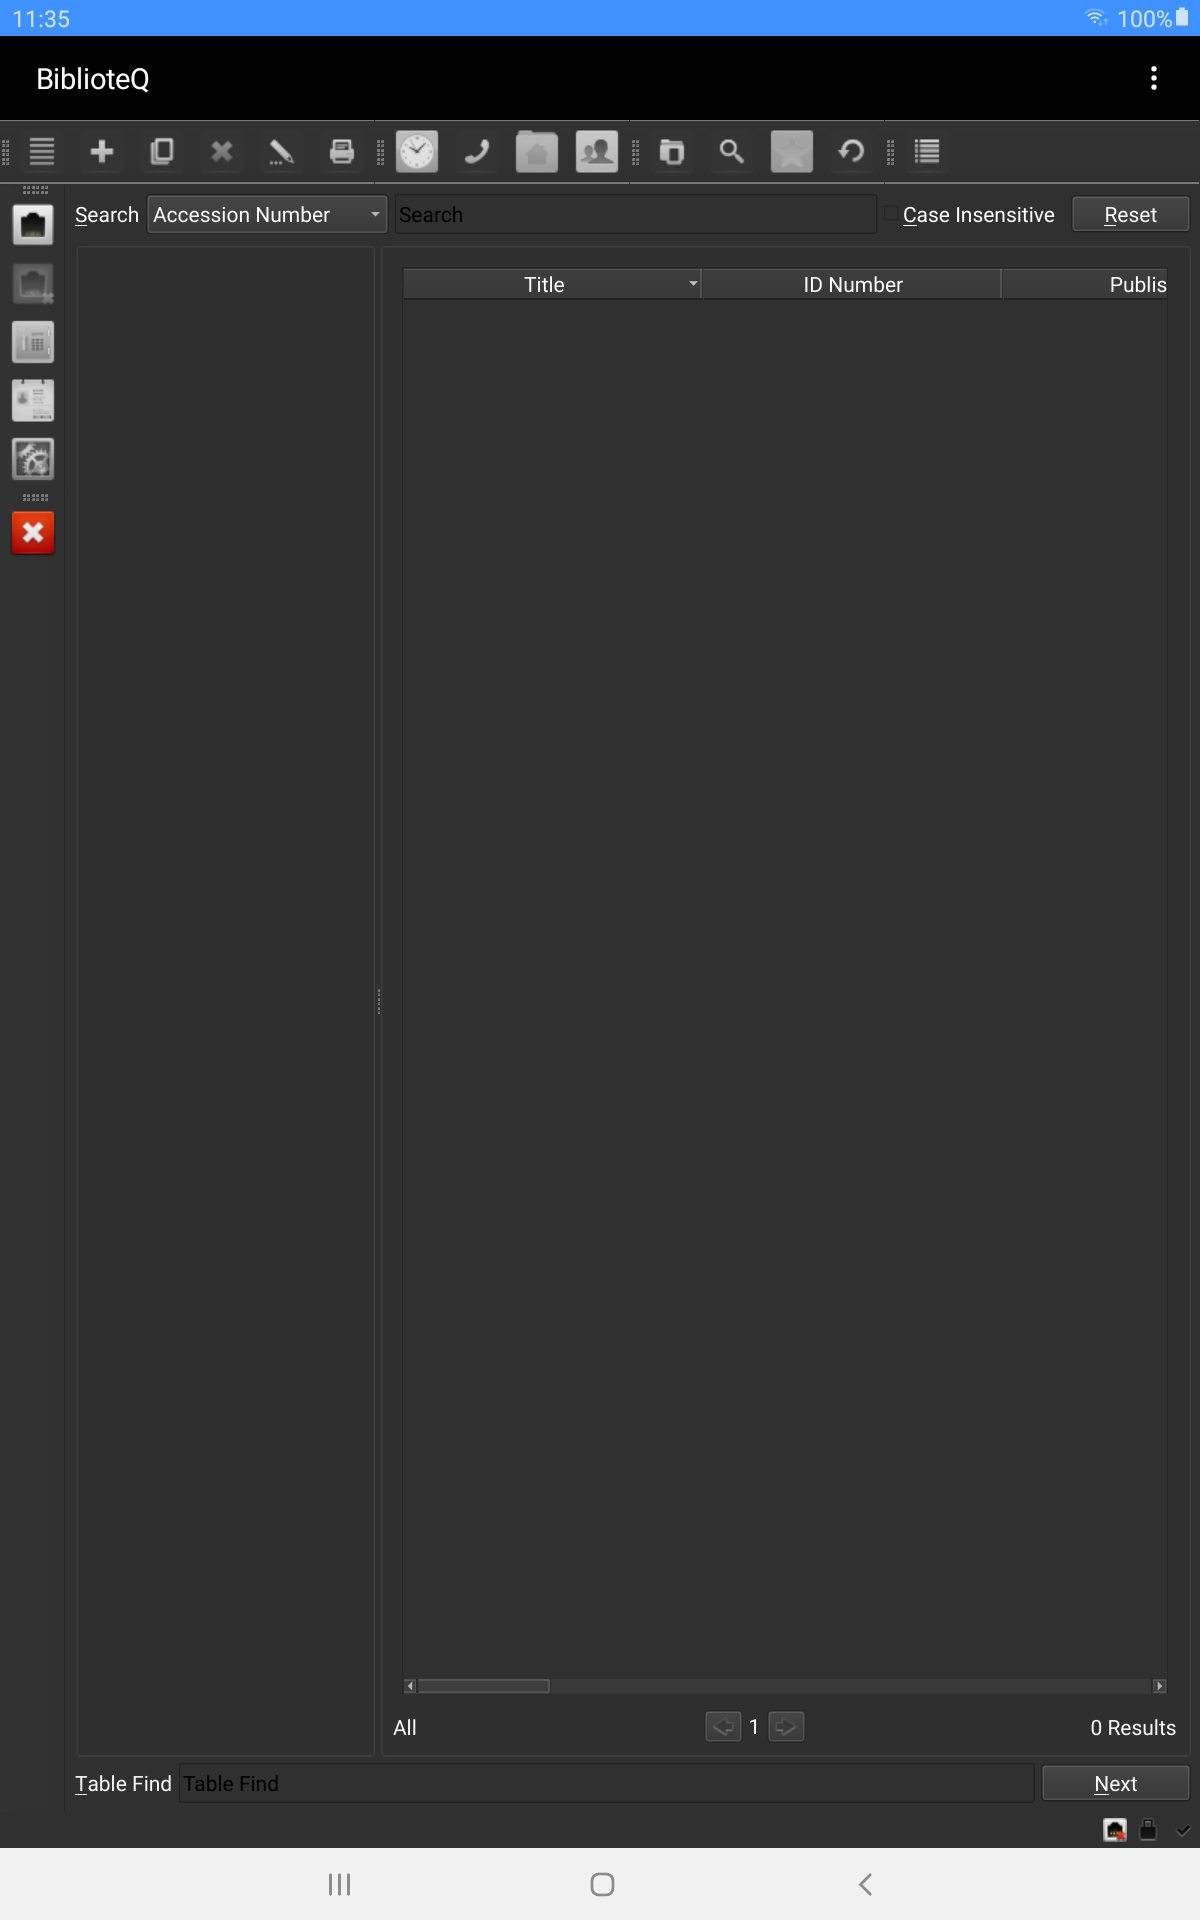 11:35 100%
BiblioteQ
Search Accession Number Search Case Insensitive Reset
Title ID Number Publis
All 1 0 Results
Table Find Table Find Next